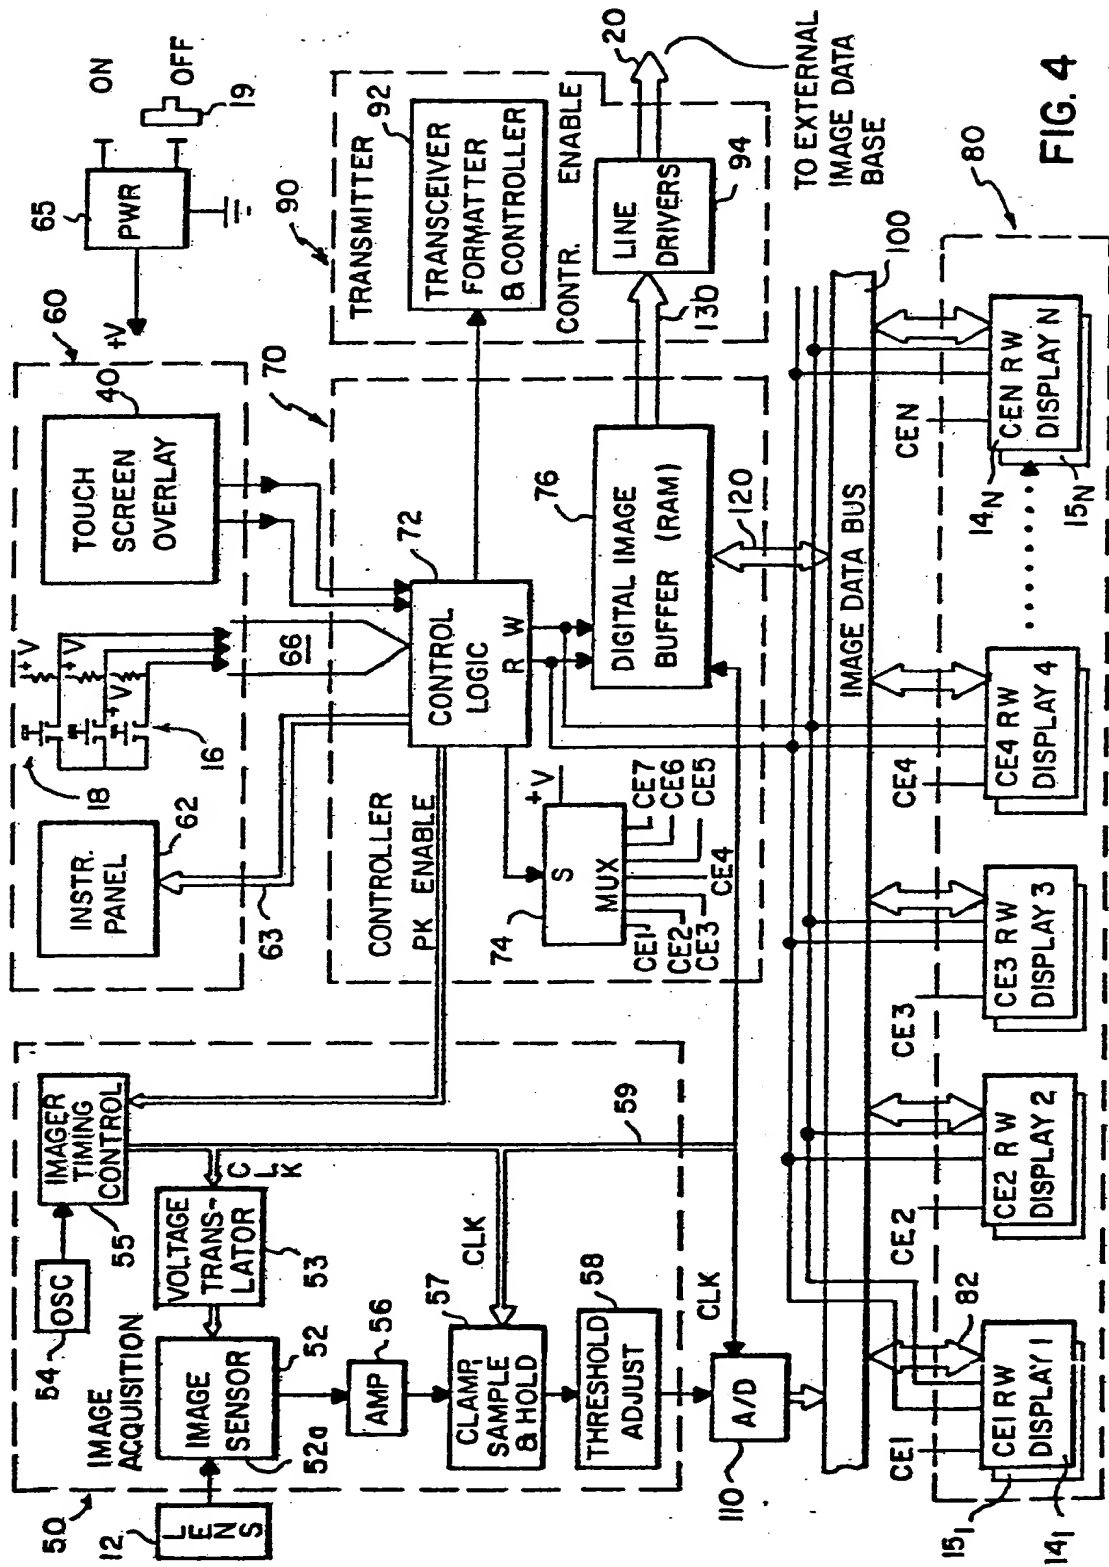 ON
OFF
19
65
PWR
+V
60
40
TOUCH
SCREEN
OVERLAY
+V
+V
+V
66
18
16
62
INSTR.
PANEL
63
50
IMAGE
ACQUISITION
12
LENS
54
OSC
55
IMAGER
TIMING
CONTROL
CLK
VOLTAGE
TRANS-
LATOR
53
IMAGE
SENSOR
52
52a
AMP
56
CLK
57
CLAMP,
SAMPLE
& HOLD
58
THRESHOLD
ADJUST
59
CLK
A/D
110
70
CONTROLLER
PK ENABLE
72
CONTROL
LOGIC
R W
+V
S
MUX
74
CE1
CE2
CE3
CE4
CE5
CE6
CE7
76
DIGITAL IMAGE
BUFFER (RAM)
120
130
90
TRANSMITTER
92
TRANSCEIVER
FORMATTER
& CONTROLLER
CONTR. ENABLE
LINE
DRIVERS
94
20
TO EXTERNAL
IMAGE DATA
BASE
IMAGE DATA BUS
100
80
CE1
CE1 RW
DISPLAY 1
82
15₁
14₁
CE2
CE2 RW
DISPLAY 2
CE3
CE3 RW
DISPLAY 3
CE4
CE4 RW
DISPLAY 4
CEN
CEN RW
DISPLAY N
14N
15N
FIG. 4